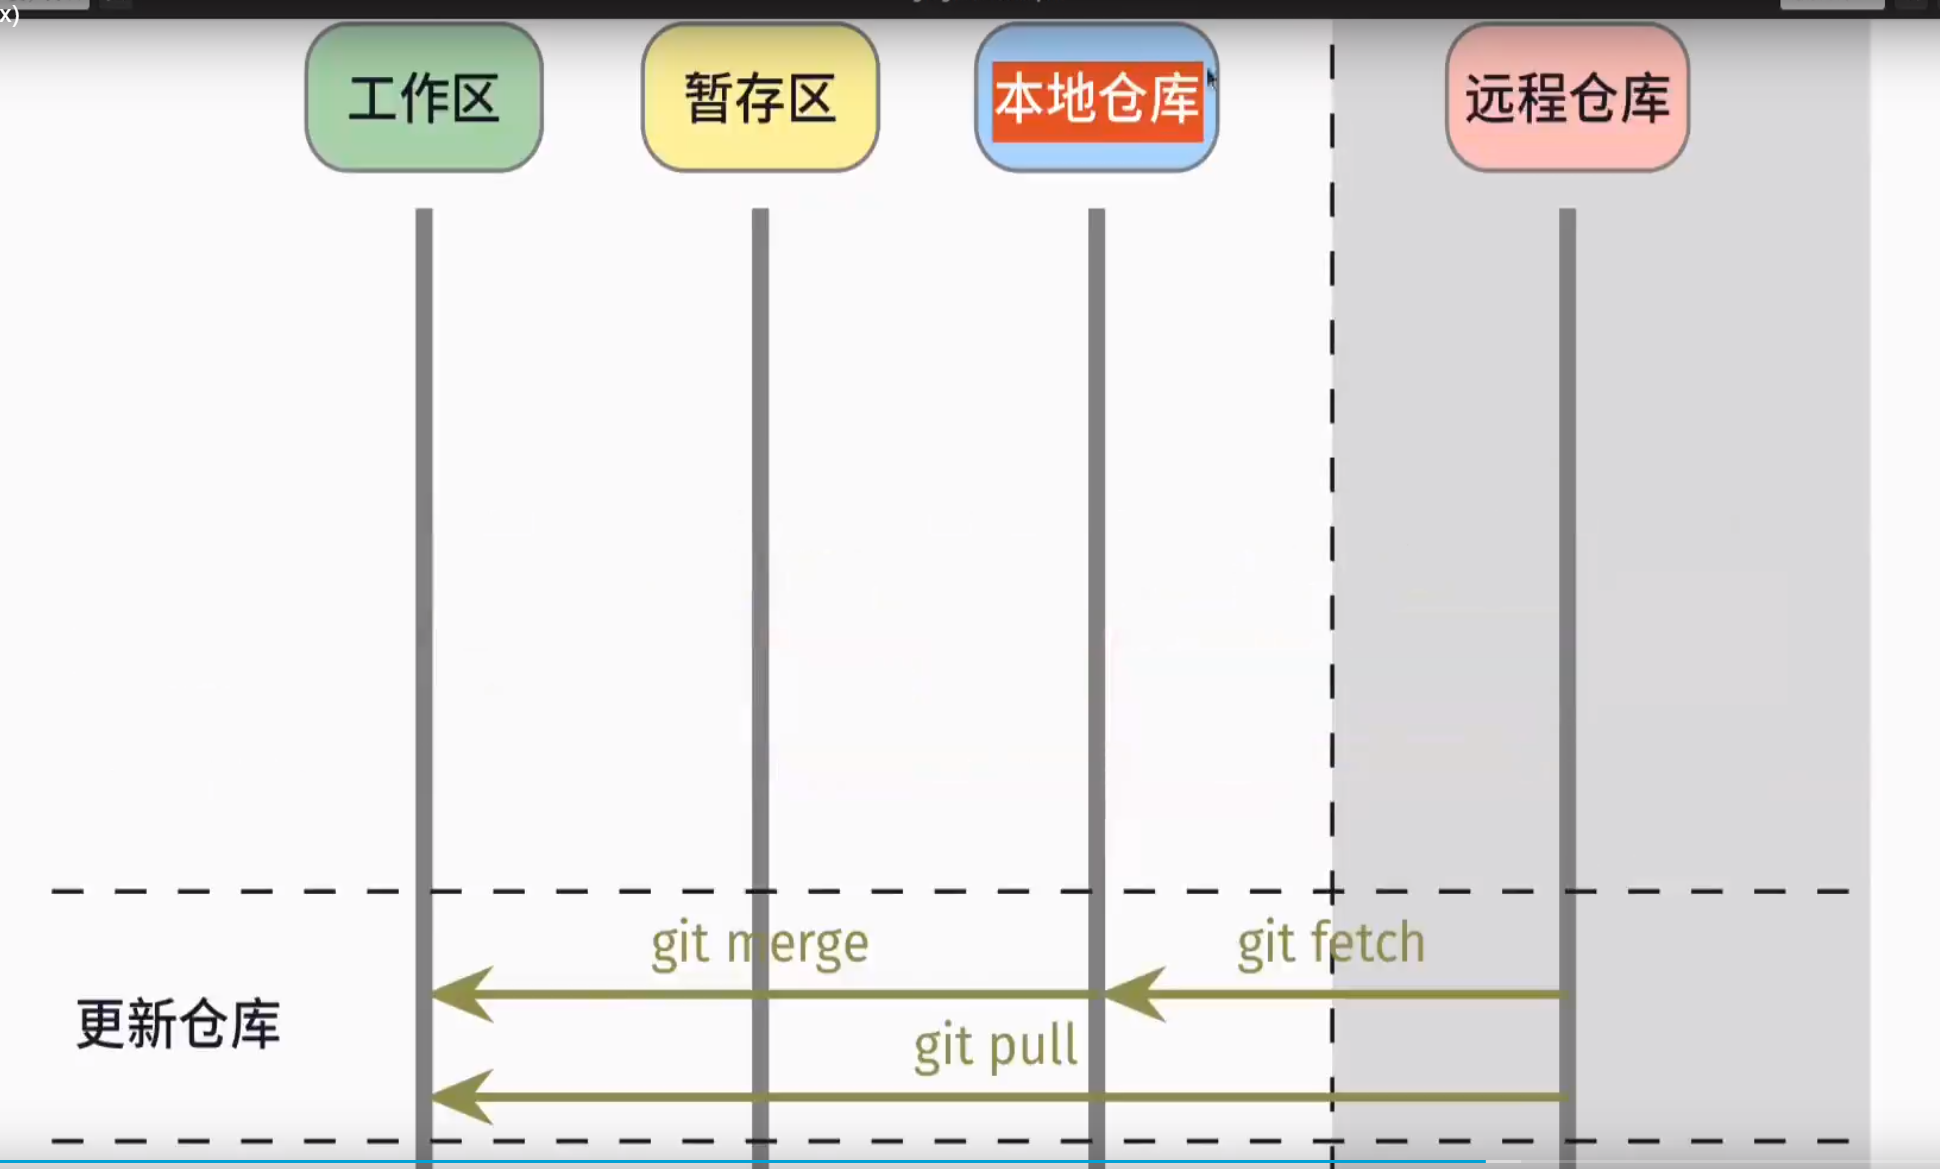 x)
工作区
暂存区
本地仓库
远程仓库
git merge
git fetch
更新仓库
git pull